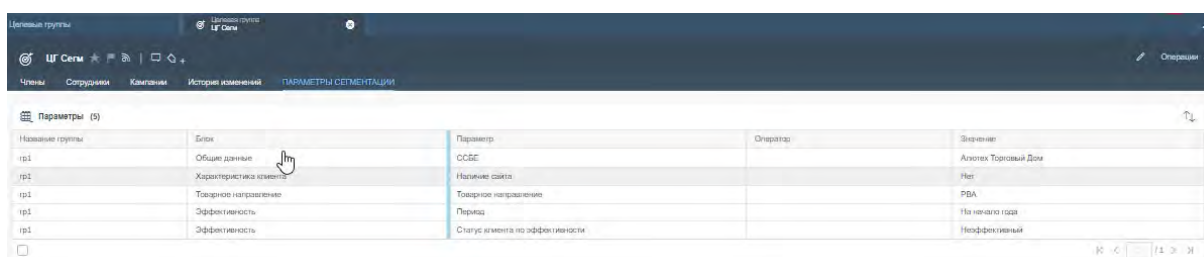 Целевые группы
Целевая группа
ЦГ Сегм
ЦГ Сегм
Операции
Члены Сотрудники Кампании История изменений ПАРАМЕТРЫ СЕГМЕНТАЦИИ
Параметры (5)
Название группы Блок Параметр Оператор Значение
гр1 Общие данные ССБЕ Алютех Торговый Дом
гр1 Характеристика клиента Наличие сайта Нет
гр1 Товарное направление Товарное направление РВА
гр1 Эффективность Период На начало года
гр1 Эффективность Статус клиента по эффективности Неэффективный
/1